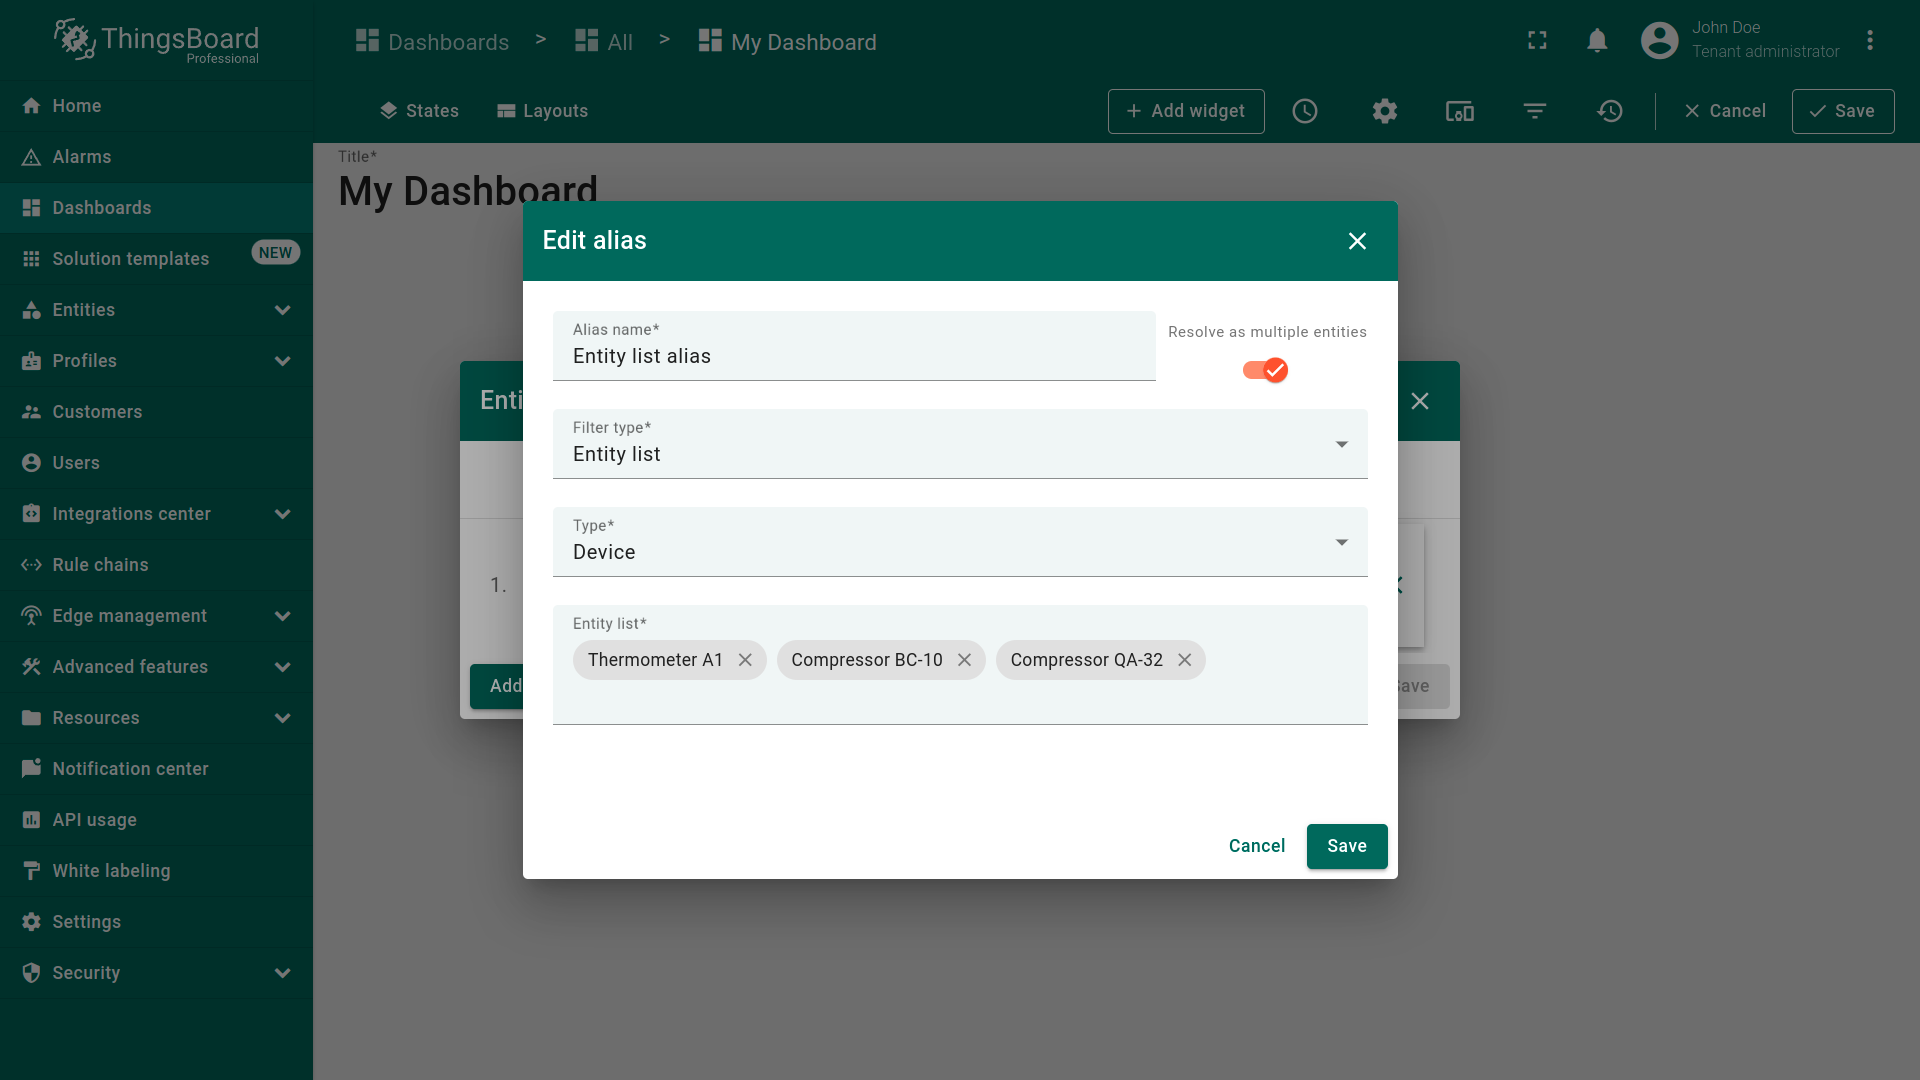 ThingsBoard
Professional
Home
Alarms
Dashboards
Solution templates
NEW
Entities
Profiles
Customers
Users
Integrations center
Rule chains
Edge management
Advanced features
Resources
Notification center
API usage
White labeling
Settings
Security
Dashboards > All > My Dashboard
John Doe
Tenant administrator
States
Layouts
+ Add widget
Cancel
Save
Title*
My Dashboard
Edit alias
Alias name*
Entity list alias
Resolve as multiple entities
Filter type*
Entity list
Type*
Device
Entity list*
Thermometer A1
Compressor BC-10
Compressor QA-32
Cancel
Save
Enti
1.
Add